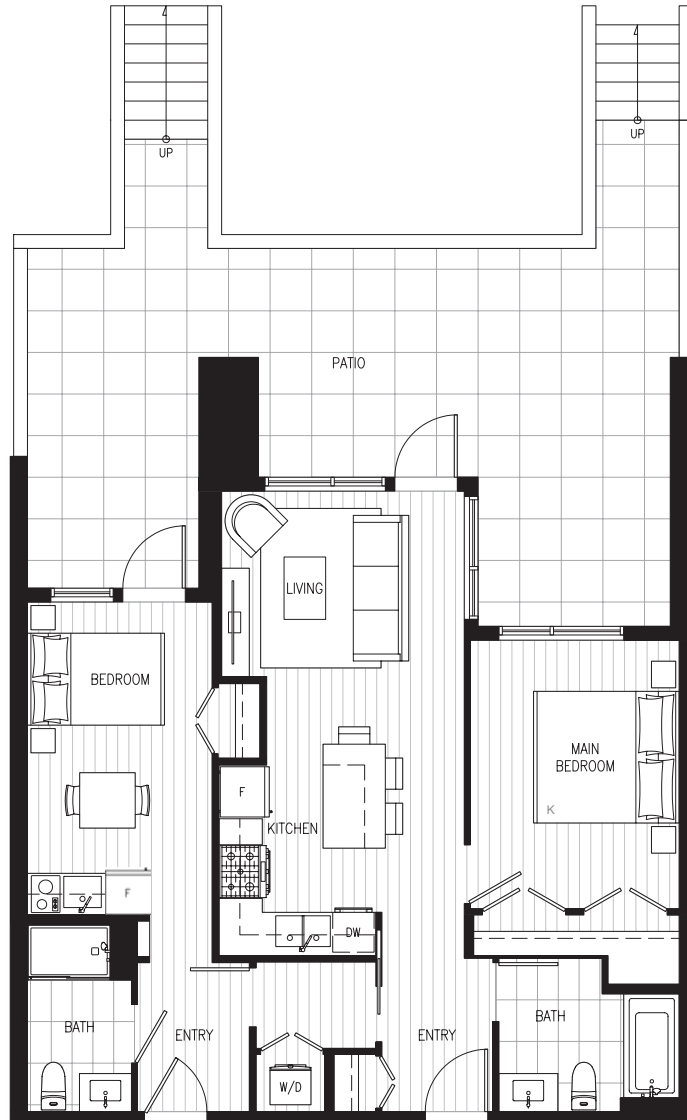 UP
UP
PATIO
LIVING
BEDROOM
MAIN
BEDROOM
F
K
KITCHEN
F
DW
BATH
ENTRY
ENTRY
BATH
W/D